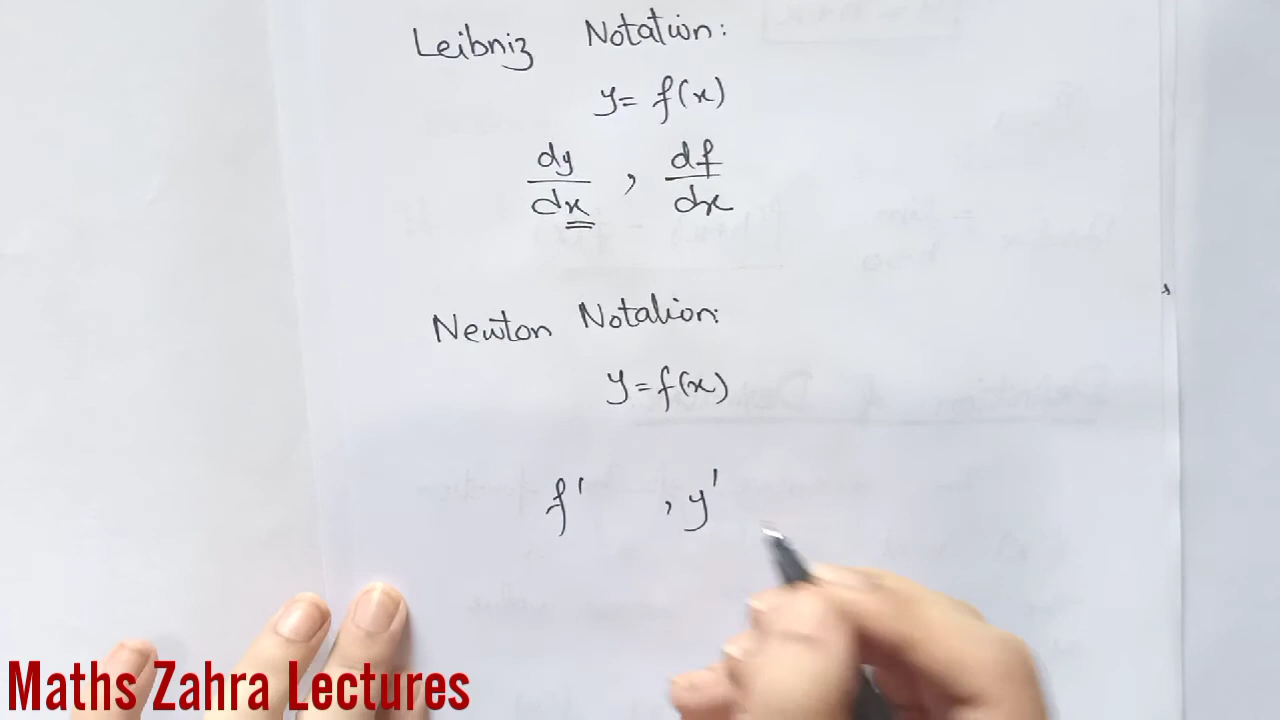 Leibniz Notation:
y = f(x)
dy/dx , df/dx
Newton Notation:
y = f(x)
f' , y'
Maths Zahra Lectures